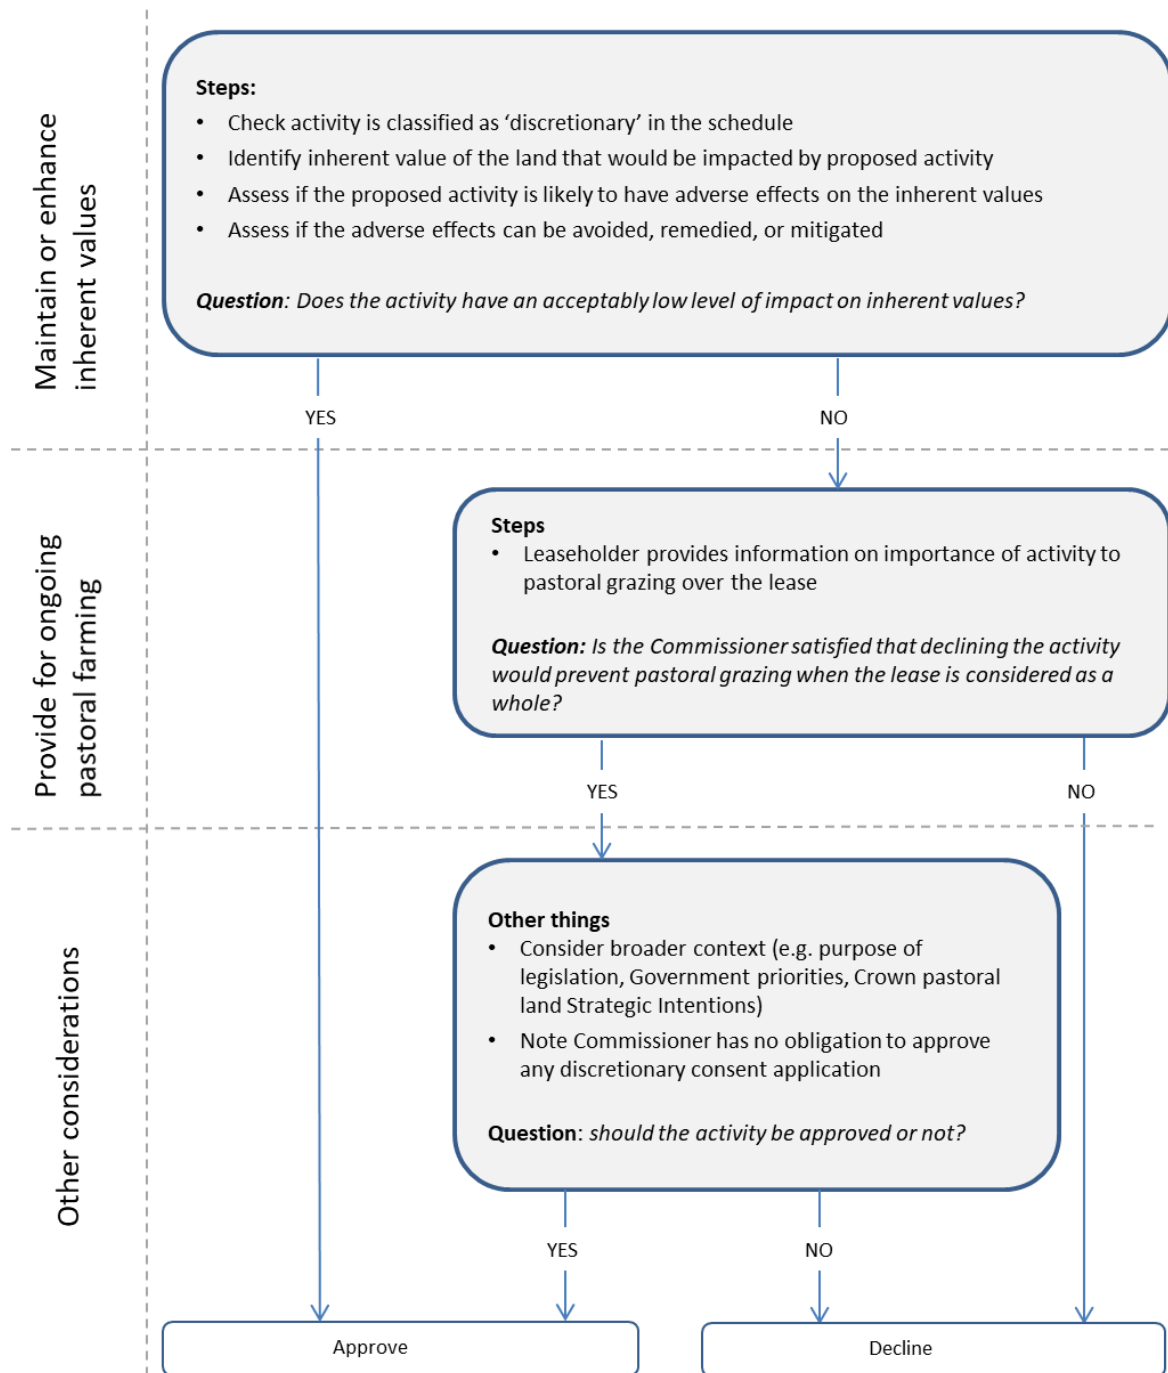 Maintain or enhance
inherent values
Steps:
• Check activity is classified as ‘discretionary’ in the schedule
• Identify inherent value of the land that would be impacted by proposed activity
• Assess if the proposed activity is likely to have adverse effects on the inherent values
• Assess if the adverse effects can be avoided, remedied, or mitigated
Question: Does the activity have an acceptably low level of impact on inherent values?
YES
NO
Provide for ongoing
pastoral farming
Steps
• Leaseholder provides information on importance of activity to
pastoral grazing over the lease
Question: Is the Commissioner satisfied that declining the activity
would prevent pastoral grazing when the lease is considered as a
whole?
YES
NO
Other considerations
Other things
• Consider broader context (e.g. purpose of
legislation, Government priorities, Crown pastoral
land Strategic Intentions)
• Note Commissioner has no obligation to approve
any discretionary consent application
Question: should the activity be approved or not?
YES
NO
Approve
Decline